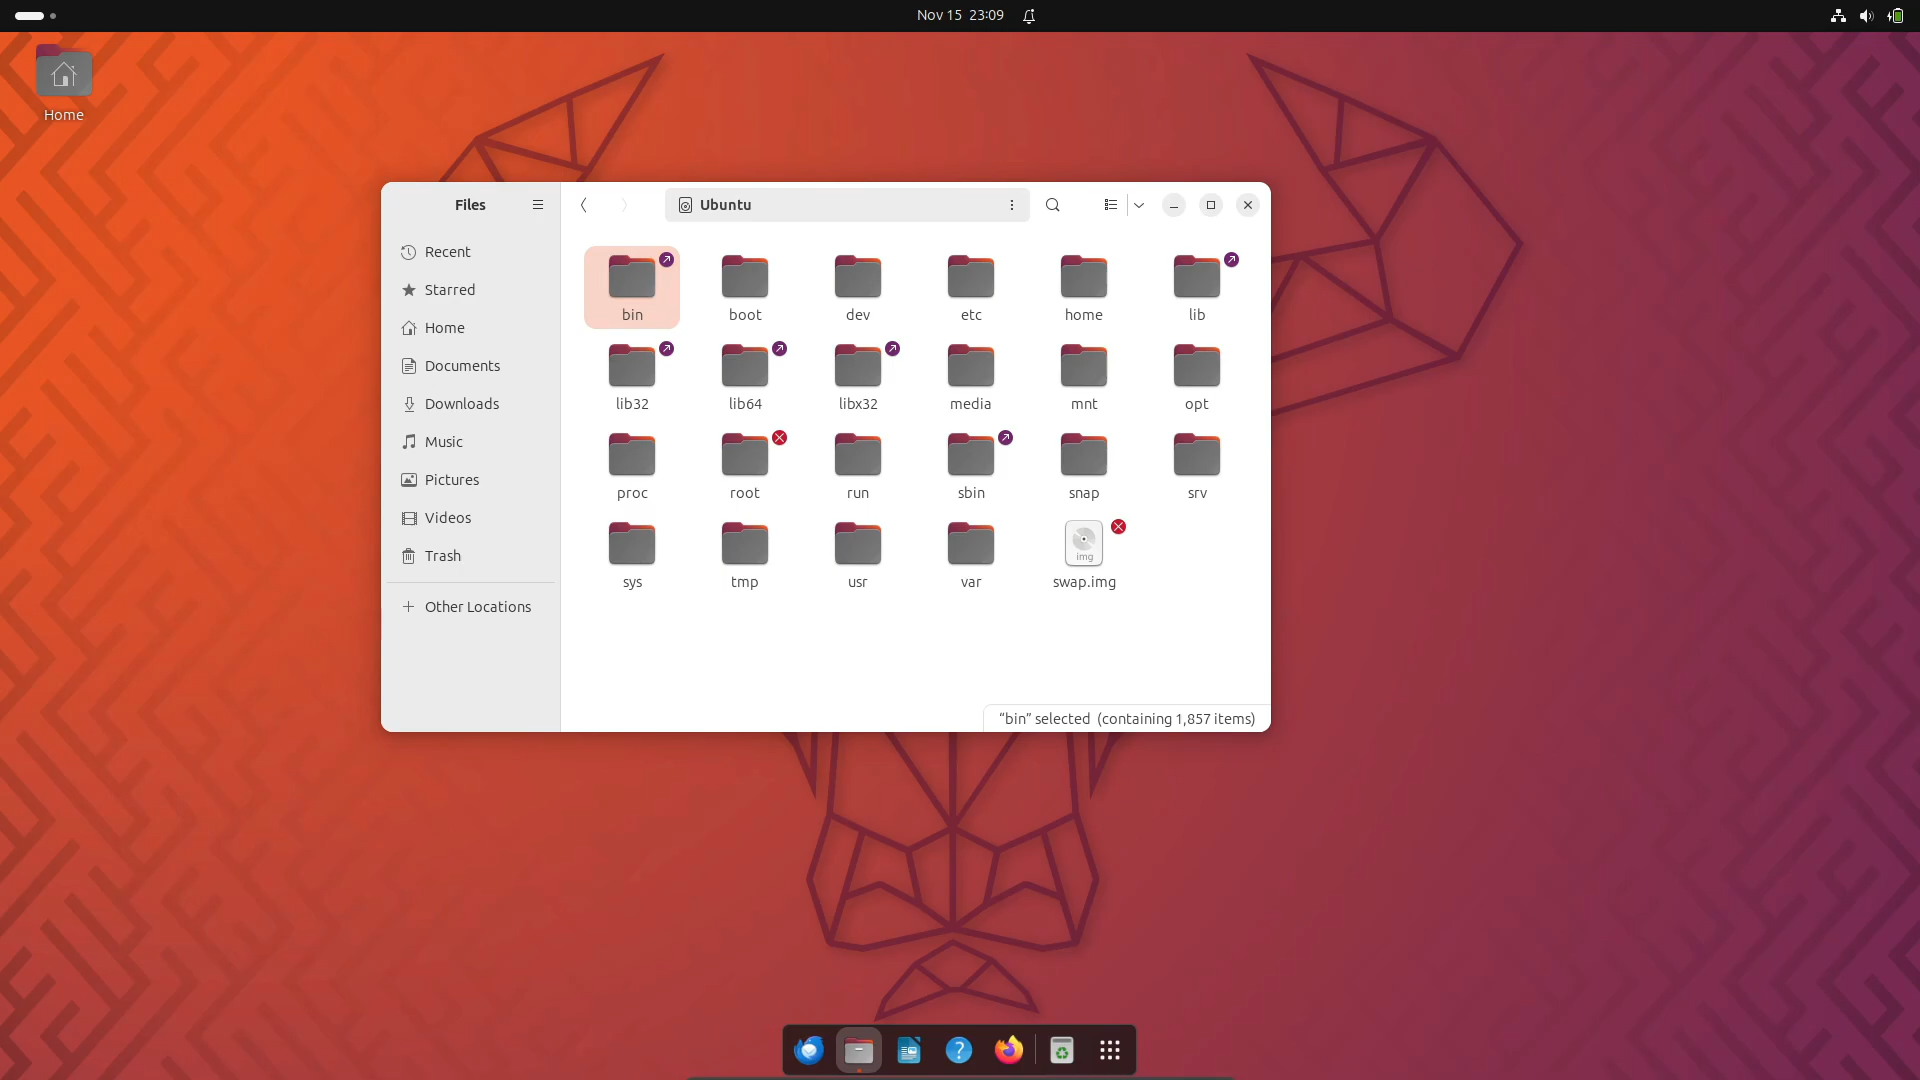 Nov 15 23:09
Home
Files
Ubuntu
Recent
Starred
Home
Documents
Downloads
Music
Pictures
Videos
Trash
Other Locations
bin
boot
dev
etc
home
lib
lib32
lib64
libx32
media
mnt
opt
proc
root
run
sbin
snap
srv
sys
tmp
usr
var
img
swap.img
“bin” selected (containing 1,857 items)
?